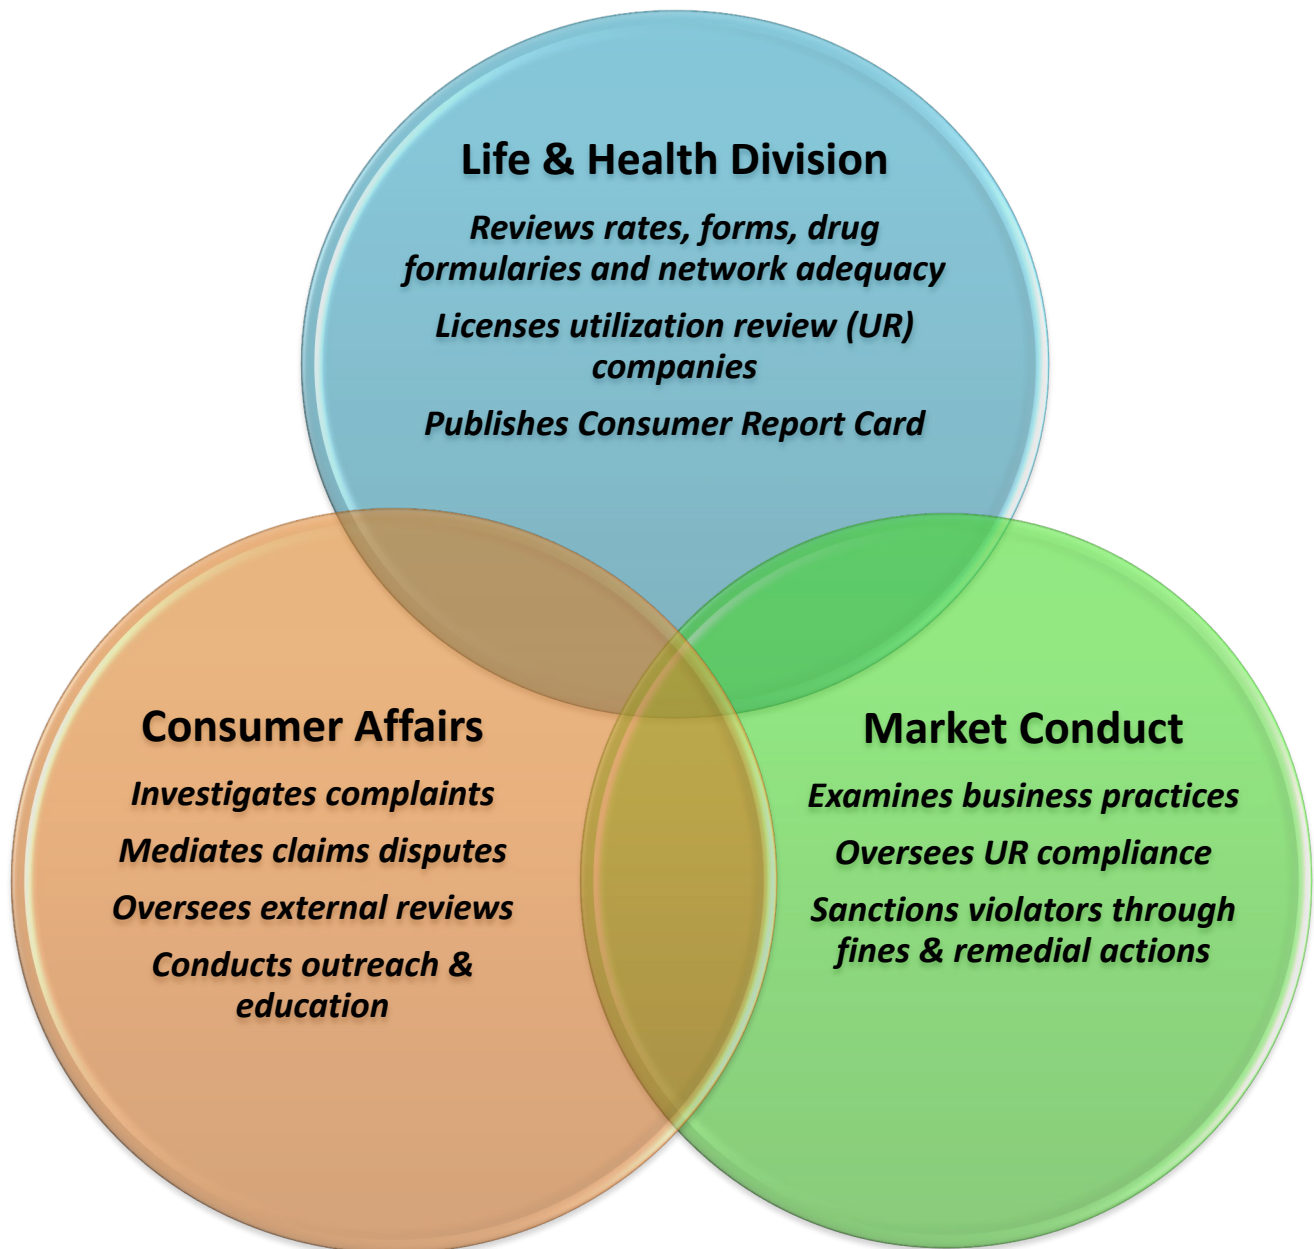 Life & Health Division
Reviews rates, forms, drug
formularies and network adequacy
Licenses utilization review (UR)
companies
Publishes Consumer Report Card
Consumer Affairs
Investigates complaints
Mediates claims disputes
Oversees external reviews
Conducts outreach &
education
Market Conduct
Examines business practices
Oversees UR compliance
Sanctions violators through
fines & remedial actions